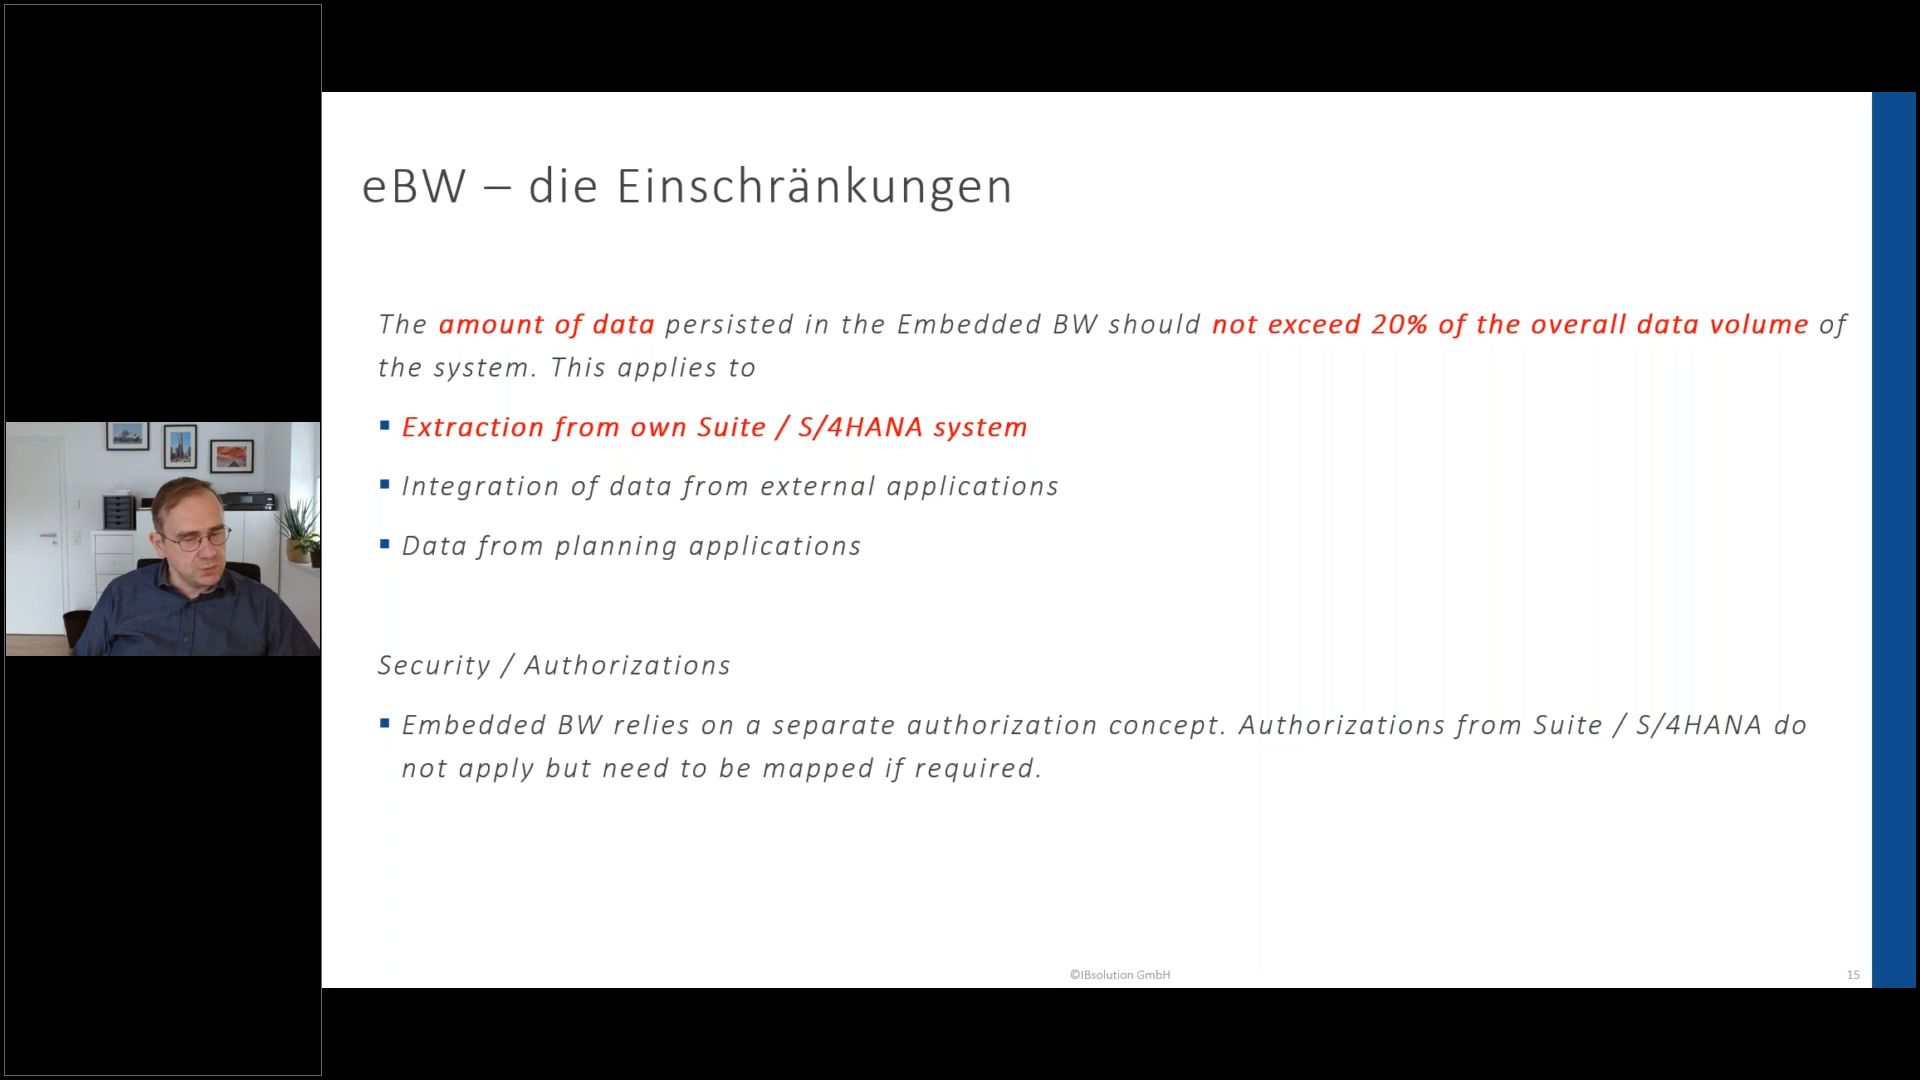 eBW – die Einschränkungen
The amount of data persisted in the Embedded BW should not exceed 20% of the overall data volume of
the system. This applies to
▪ Extraction from own Suite / S/4HANA system
▪ Integration of data from external applications
▪ Data from planning applications
Security / Authorizations
▪ Embedded BW relies on a separate authorization concept. Authorizations from Suite / S/4HANA do
not apply but need to be mapped if required.
©IBsolution GmbH
15